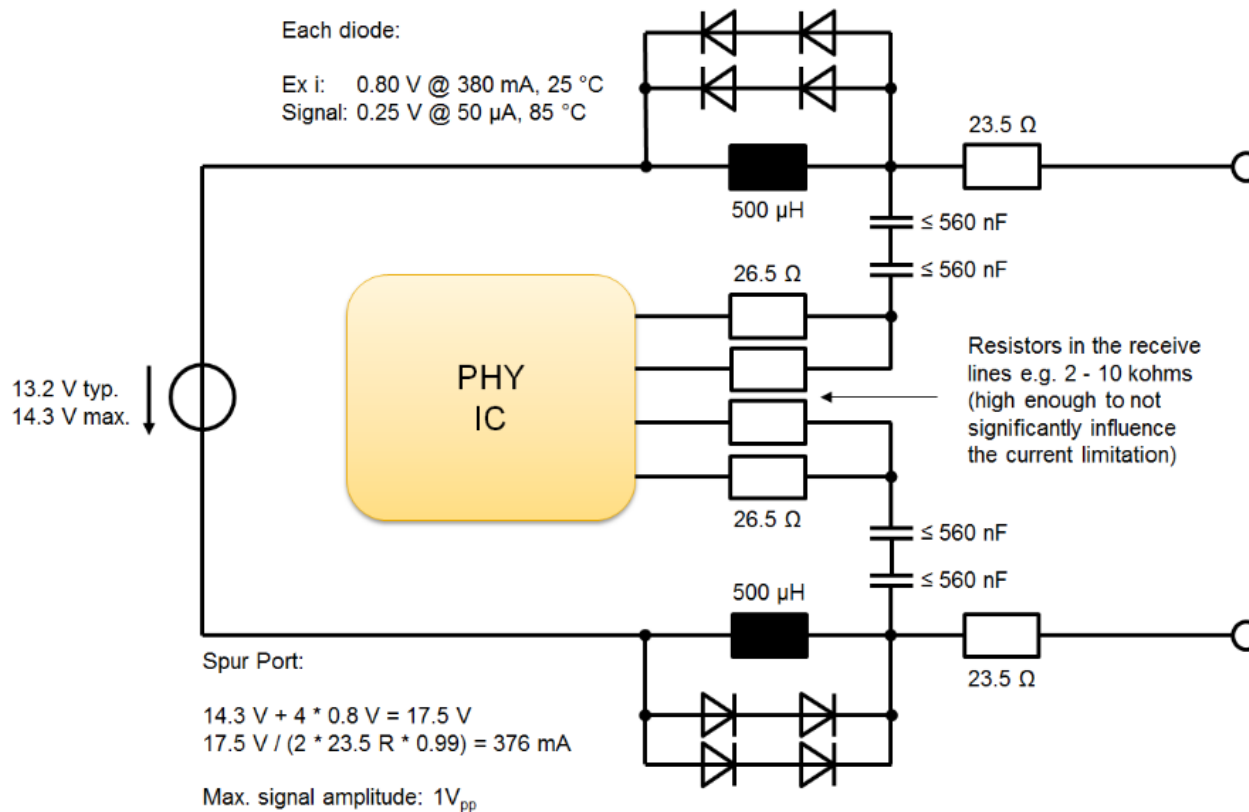 Each diode:
Ex i: 0.80 V @ 380 mA, 25 °C
Signal: 0.25 V @ 50 µA, 85 °C
23.5 Ω
500 µH
≤ 560 nF
≤ 560 nF
26.5 Ω
PHY
IC
13.2 V typ.
14.3 V max.
Resistors in the receive
lines e.g. 2 - 10 kohms
(high enough to not
significantly influence
the current limitation)
26.5 Ω
≤ 560 nF
≤ 560 nF
500 µH
23.5 Ω
Spur Port:
14.3 V + 4 * 0.8 V = 17.5 V
17.5 V / (2 * 23.5 R * 0.99) = 376 mA
Max. signal amplitude: 1Vpp